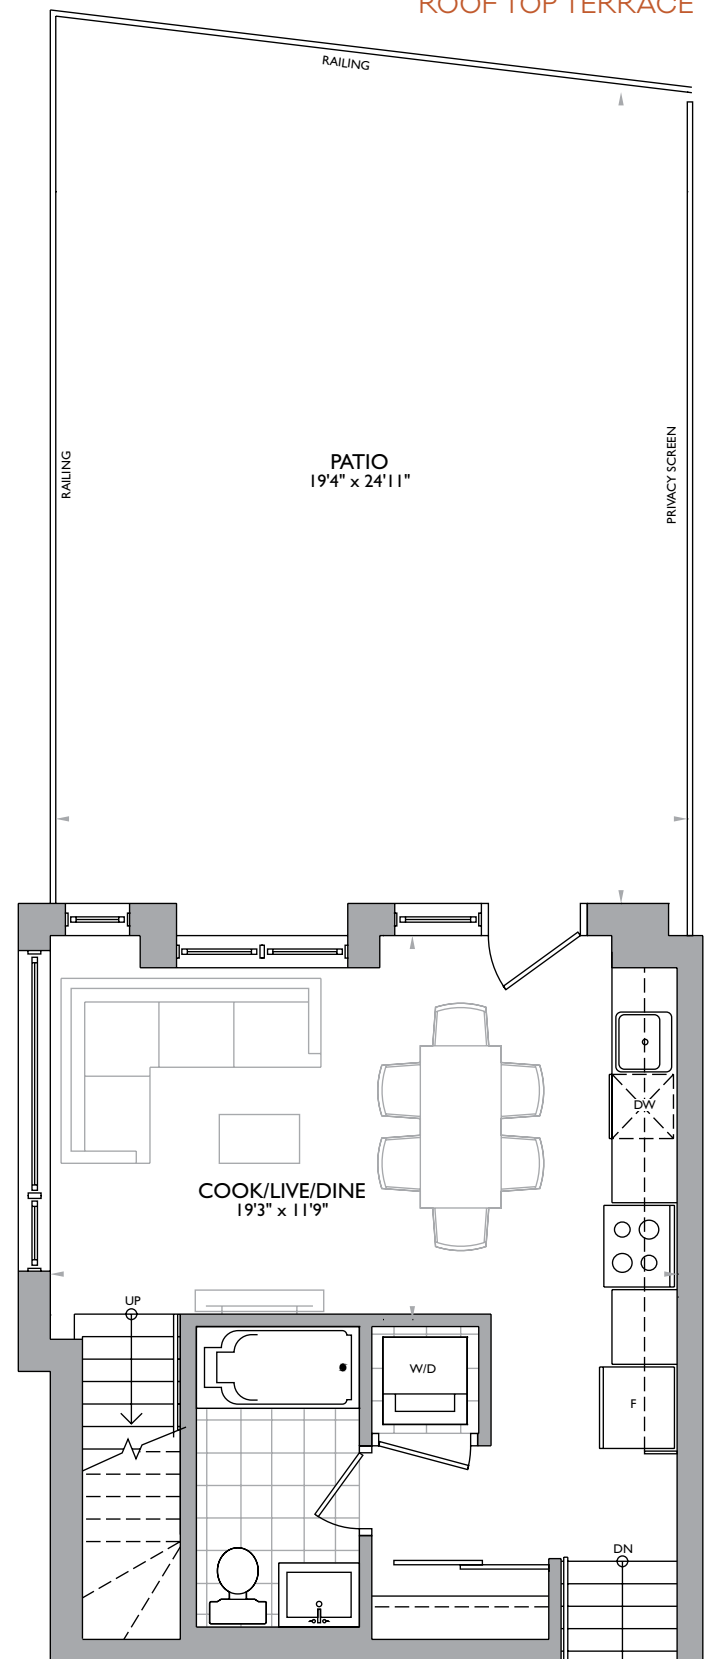 ROOF TOP TERRACE
RAILING
RAILING
PATIO
19'4" x 24'11"
PRIVACY SCREEN
DW
COOK/LIVE/DINE
19'3" x 11'9"
UP
W/D
F
DN